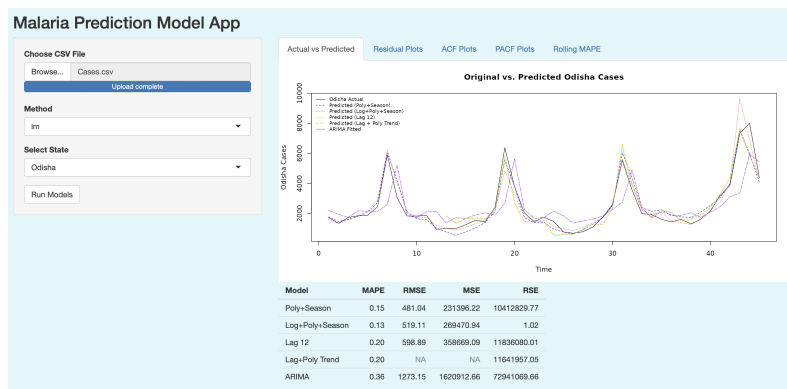 Malaria Prediction Model App
Choose CSV File
Browse... Cases.csv
Upload complete
Method
lm
Select State
Odisha
Run Models
Actual vs Predicted Residual Plots ACF Plots PACF Plots Rolling MAPE
Original vs. Predicted Odisha Cases
Odisha Actual
Predicted (Poly+Season)
Predicted (Log+Poly+Season)
Predicted (Lag 12)
Predicted (Lag + Poly Trend)
ARIMA Fitted
Odisha Cases
10000
8000
6000
4000
2000
0 10 20 30 40
Time
Model MAPE RMSE MSE RSE
Poly+Season 0.15 481.04 231396.22 10412829.77
Log+Poly+Season 0.13 519.11 269470.94 1.02
Lag 12 0.20 598.89 358669.09 11836080.01
Lag+Poly Trend 0.20 NA NA 11641957.05
ARIMA 0.36 1273.15 1620912.66 72941069.66